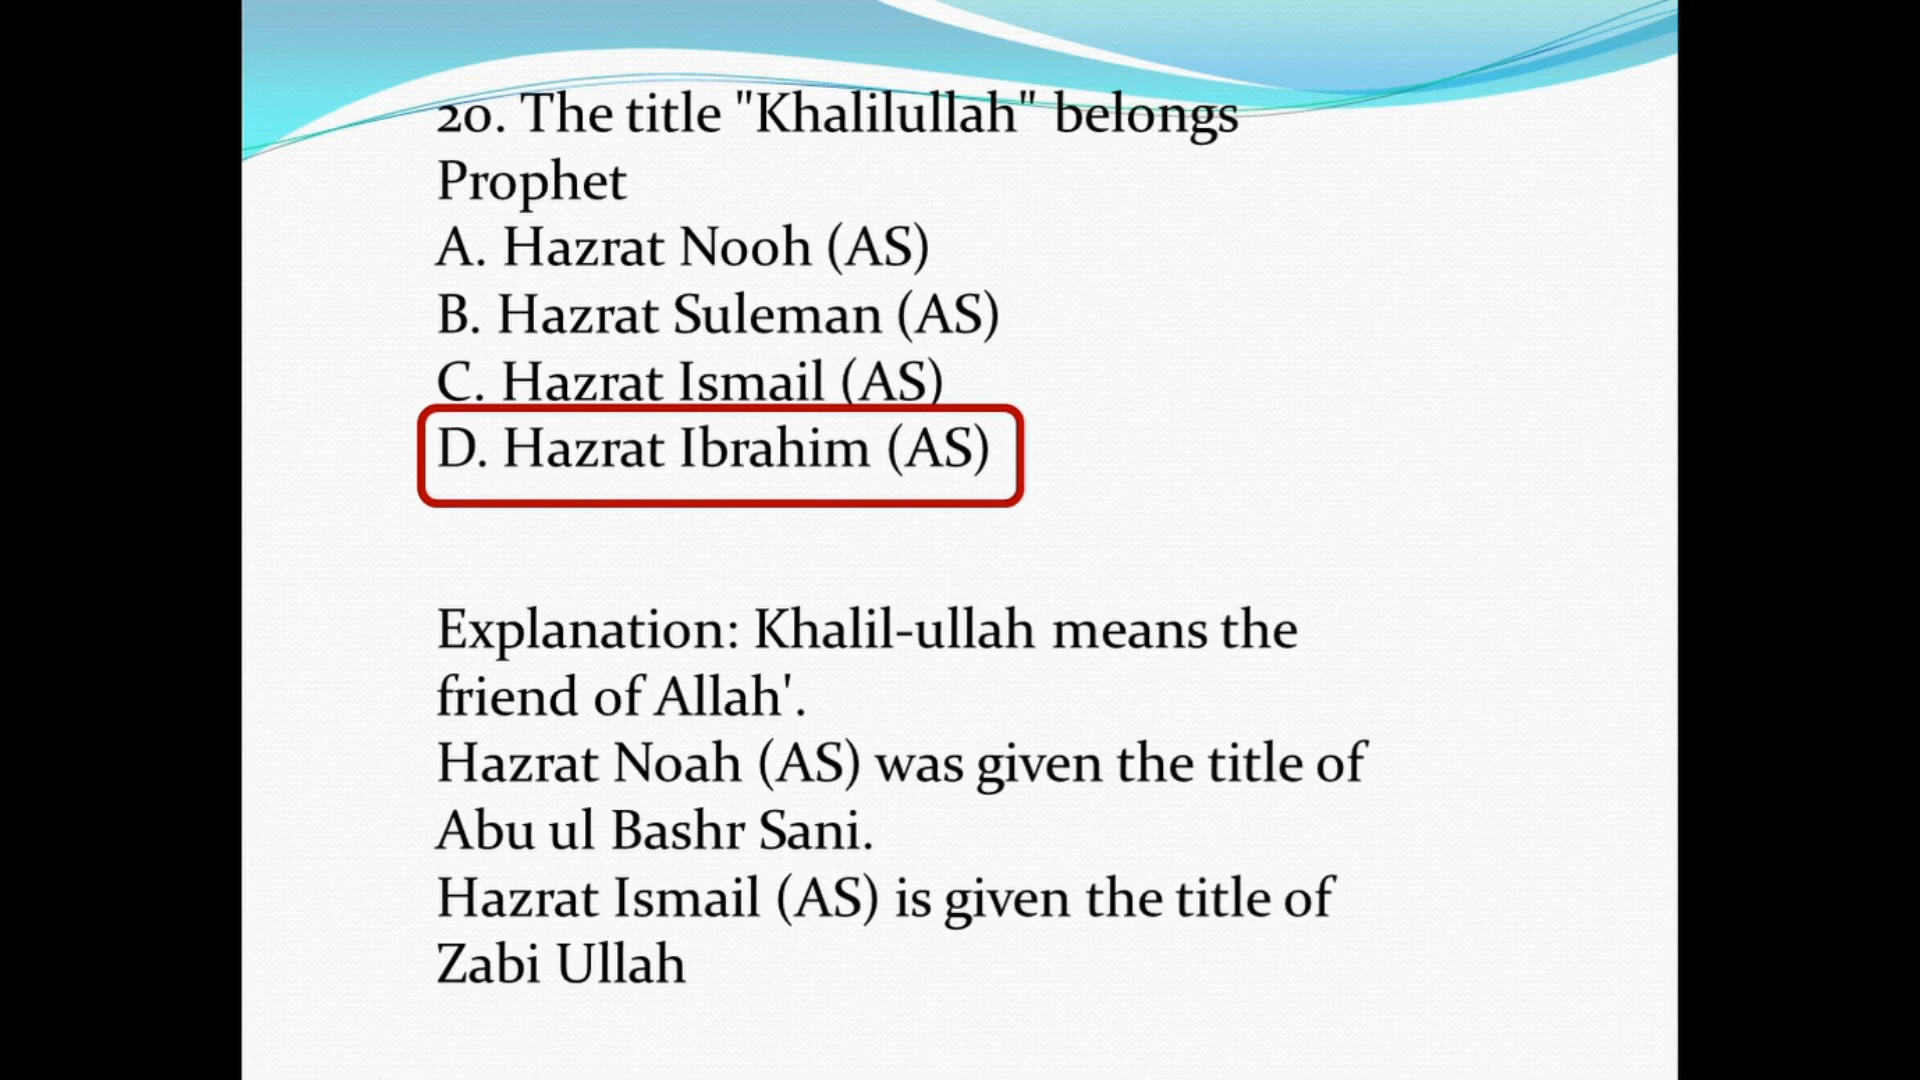 20. The title "Khalilullah" belongs
Prophet
A. Hazrat Nooh (AS)
B. Hazrat Suleman (AS)
C. Hazrat Ismail (AS)
D. Hazrat Ibrahim (AS)
Explanation: Khalil-ullah means the
friend of Allah'.
Hazrat Noah (AS) was given the title of
Abu ul Bashr Sani.
Hazrat Ismail (AS) is given the title of
Zabi Ullah